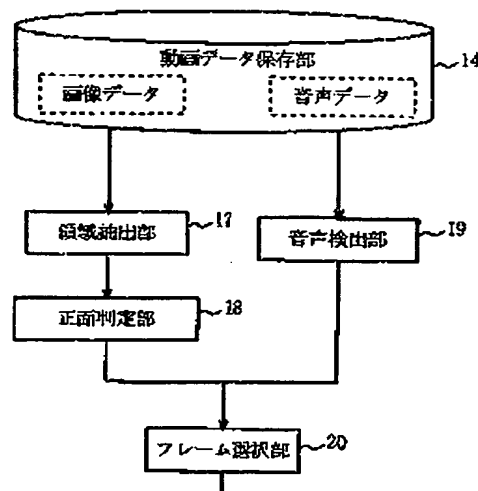 動画データ保存部
14
画像データ
音声データ
領域抽出部
17
音声検出部
19
正面判定部
18
フレーム選択部
20